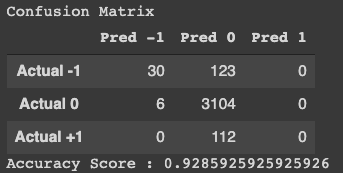 Confusion Matrix
Pred -1 Pred 0 Pred 1
Actual -1 30 123 0
Actual 0 6 3104 0
Actual +1 0 112 0
Accuracy Score : 0.9285925925925926